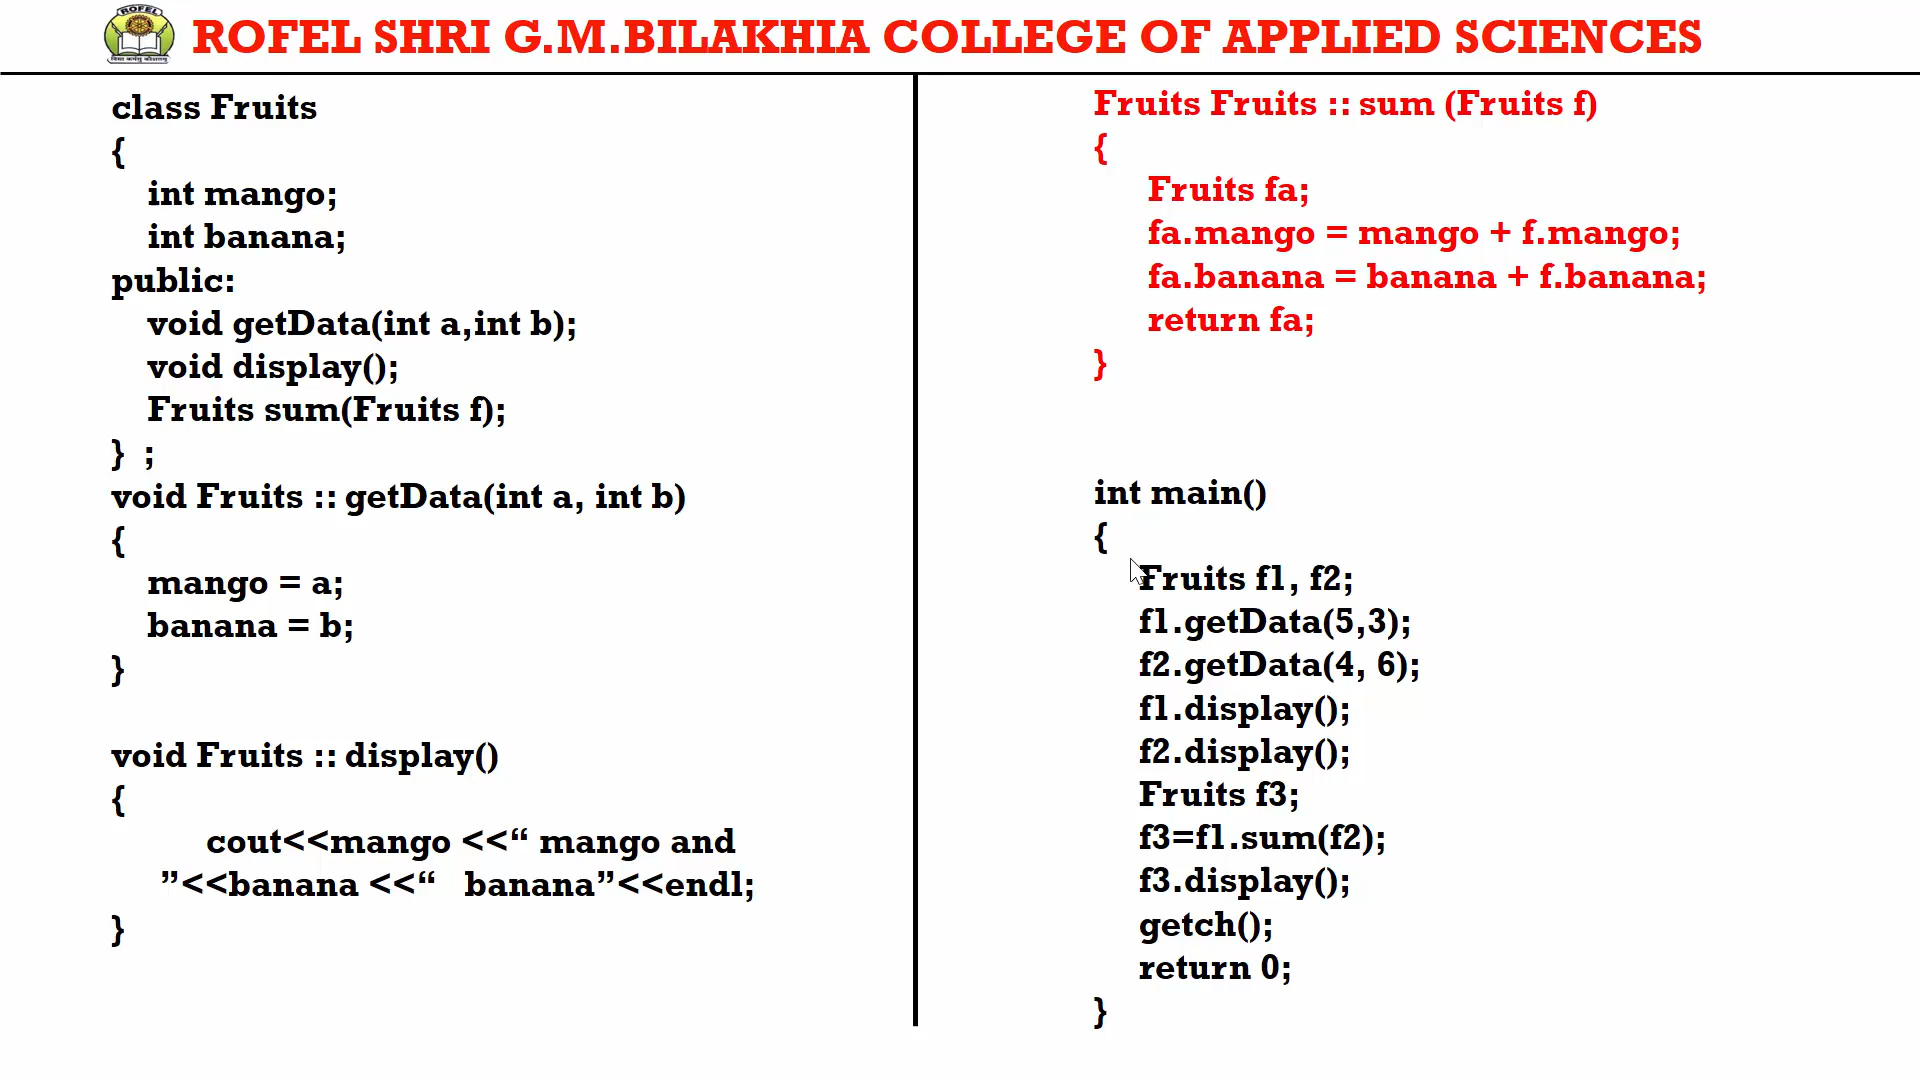 ROFEL
ROFEL SHRI G.M.BILAKHIA COLLEGE OF APPLIED SCIENCES
class Fruits
{
int mango;
int banana;
public:
void getData(int a,int b);
void display();
Fruits sum(Fruits f);
} ;
void Fruits :: getData(int a, int b)
{
mango = a;
banana = b;
}
void Fruits :: display()
{
cout<<mango <<“ mango and
”<<banana <<“ banana”<<endl;
}
Fruits Fruits :: sum (Fruits f)
{
Fruits fa;
fa.mango = mango + f.mango;
fa.banana = banana + f.banana;
return fa;
}
int main()
{
Fruits f1, f2;
f1.getData(5,3);
f2.getData(4, 6);
f1.display();
f2.display();
Fruits f3;
f3=f1.sum(f2);
f3.display();
getch();
return 0;
}